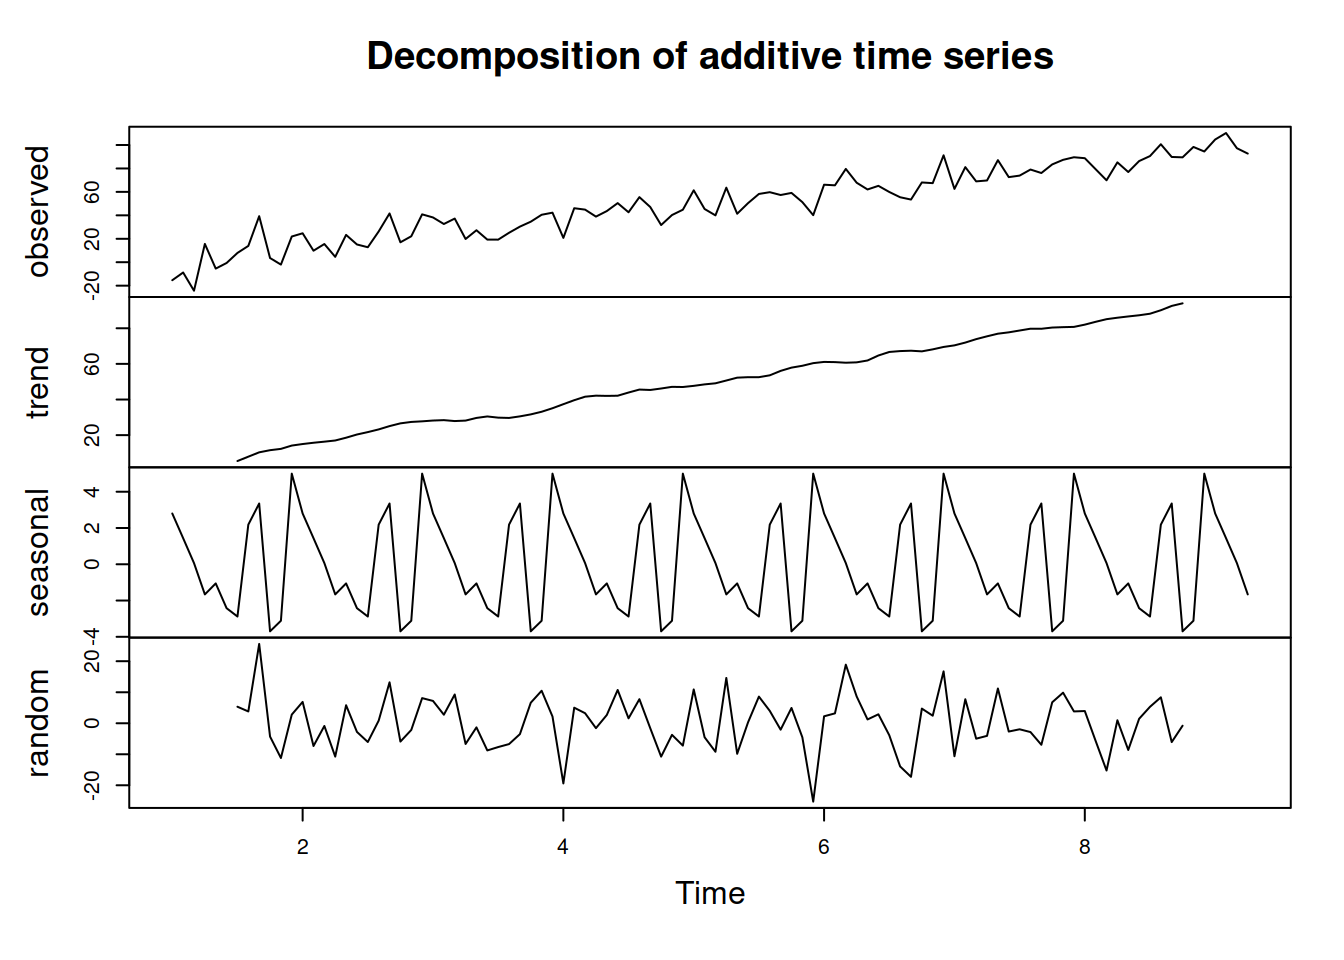 Decomposition of additive time series
observed
-20 20 60
trend
20 60
seasonal
-4 0 2 4
random
-20 0 20
2 4 6 8
Time